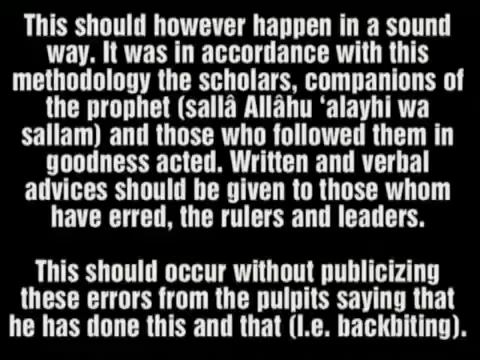 This should however happen in a sound
way. It was in accordance with this
methodology the scholars, companions of
the prophet (sallâ Allâhu ‘alayhi wa
sallam) and those who followed them in
goodness acted. Written and verbal
advices should be given to those whom
have erred, the rulers and leaders.
This should occur without publicizing
these errors from the pulpits saying that
he has done this and that (I.e. backbiting).